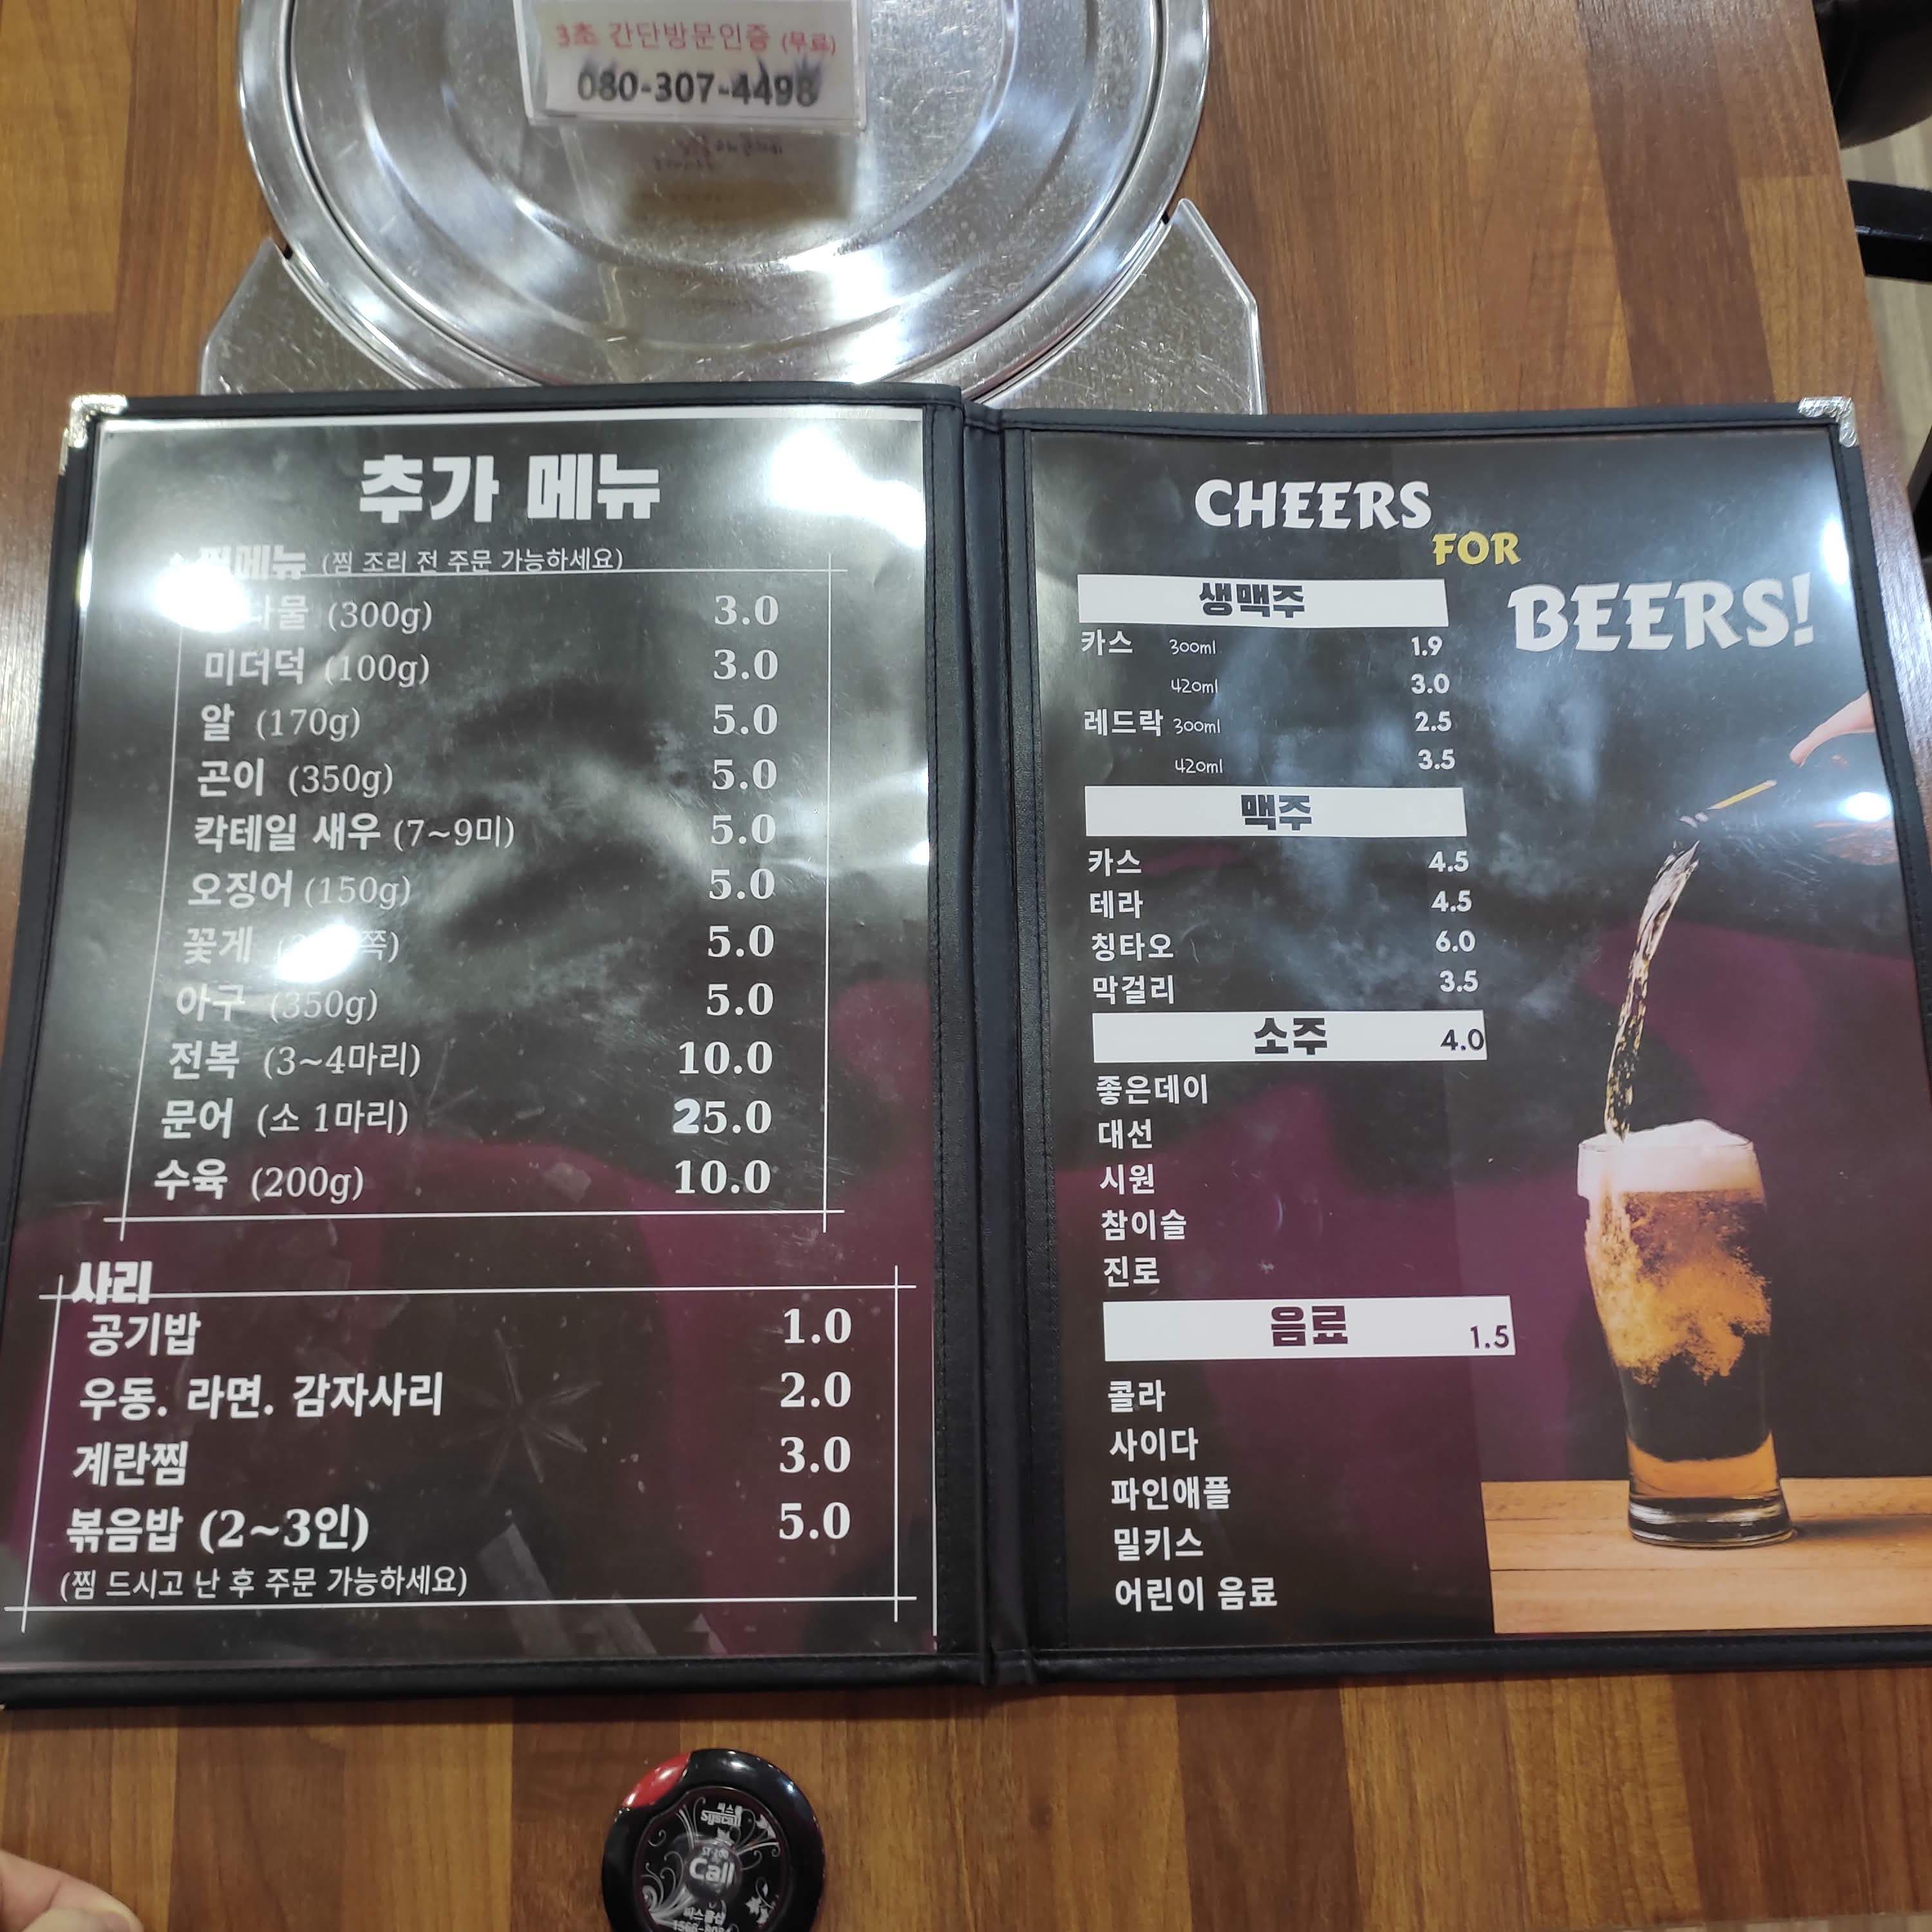 3초 간단방문인증 (무료)
080-307-4498
추가 메뉴
(찜 조리 전 주문 가능하세요)
(300g) 3.0
미더덕 (100g) 3.0
알 (170g) 5.0
곤이 (350g) 5.0
칵테일 새우 (7~9미) 5.0
오징어 (150g) 5.0
꽃게 5.0
아구 (350g) 5.0
전복 (3~4마리) 10.0
문어 (소 1마리) 25.0
수육 (200g) 10.0
사리
공기밥 1.0
우동. 라면. 감자사리 2.0
계란찜 3.0
볶음밥 (2~3인) 5.0
(찜 드시고 난 후 주문 가능하세요)
CHEERS
FOR
BEERS!
생맥주
카스 300ml 1.9
420ml 3.0
레드락 300ml 2.5
420ml 3.5
맥주
카스 4.5
테라 4.5
칭타오 6.0
막걸리 3.5
소주 4.0
좋은데이
대선
시원
참이슬
진로
음료 1.5
콜라
사이다
파인애플
밀키스
어린이 음료
씨스콜
Syscall
Call
씨스콜샵